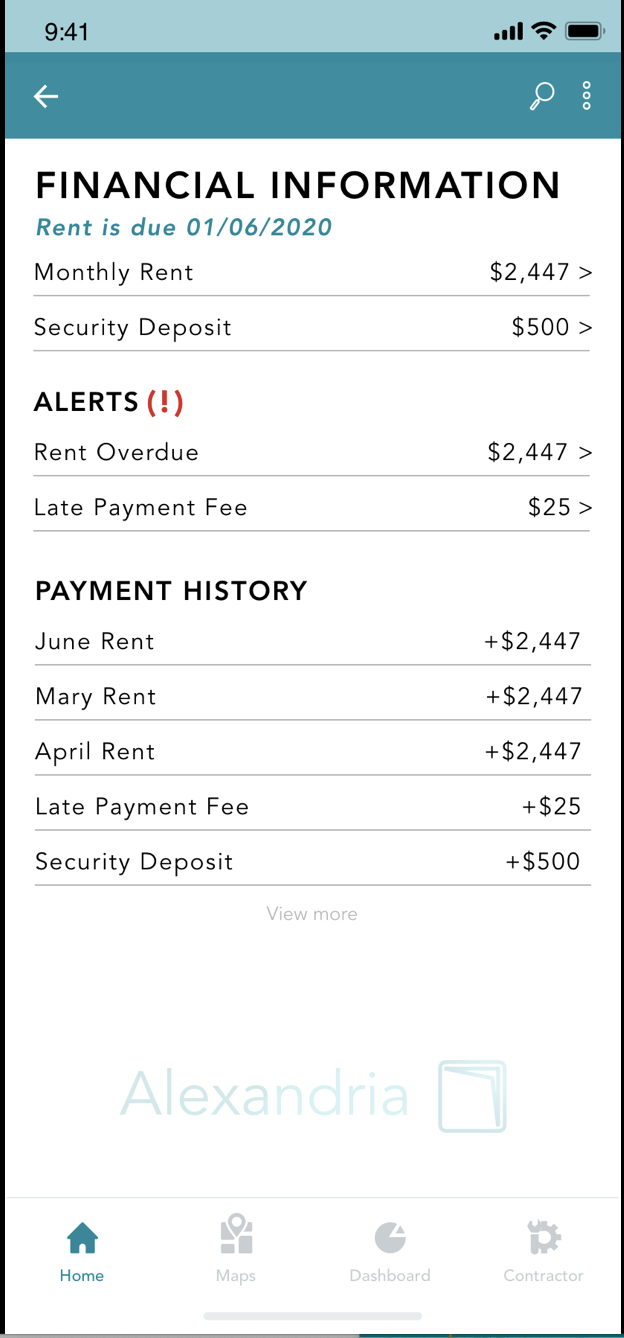 9:41
FINANCIAL INFORMATION
Rent is due 01/06/2020
Monthly Rent $2,447 >
Security Deposit $500 >
ALERTS (!)
Rent Overdue $2,447 >
Late Payment Fee $25 >
PAYMENT HISTORY
June Rent +$2,447
Mary Rent +$2,447
April Rent +$2,447
Late Payment Fee +$25
Security Deposit +$500
View more
Alexandria
Home Maps Dashboard Contractor